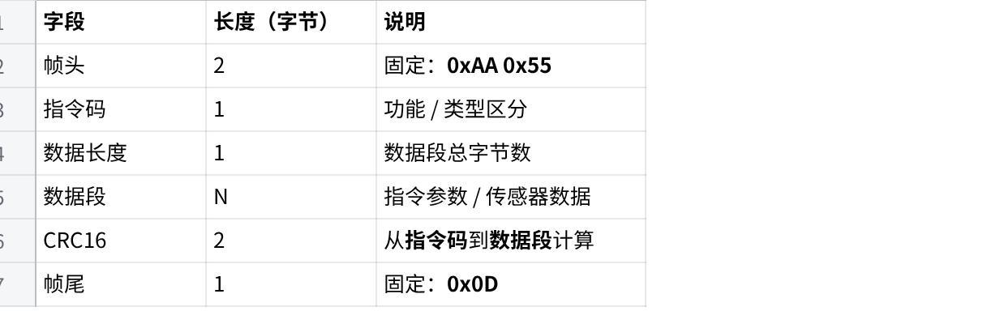 1 字段 长度（字节） 说明
2 帧头 2 固定：0xAA 0x55
3 指令码 1 功能 / 类型区分
4 数据长度 1 数据段总字节数
5 数据段 N 指令参数 / 传感器数据
6 CRC16 2 从指令码到数据段计算
7 帧尾 1 固定：0x0D